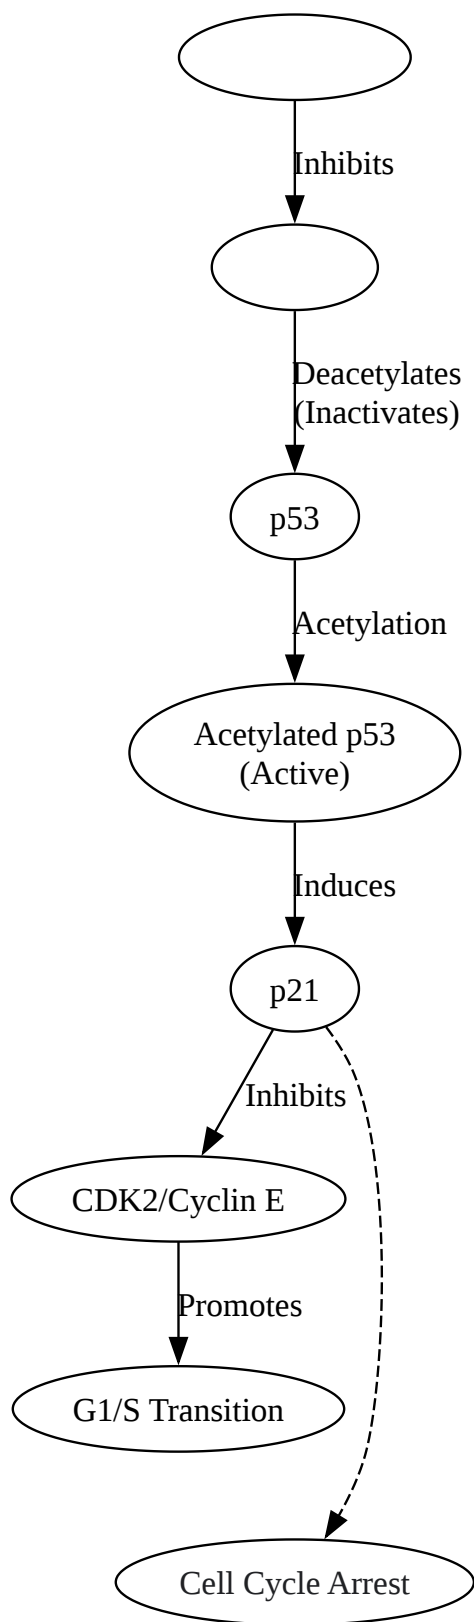 Inhibits
Deacetylates
(Inactivates)
p53
Acetylation
Acetylated p53
(Active)
Induces
p21
Inhibits
CDK2/Cyclin E
Promotes
G1/S Transition
Cell Cycle Arrest